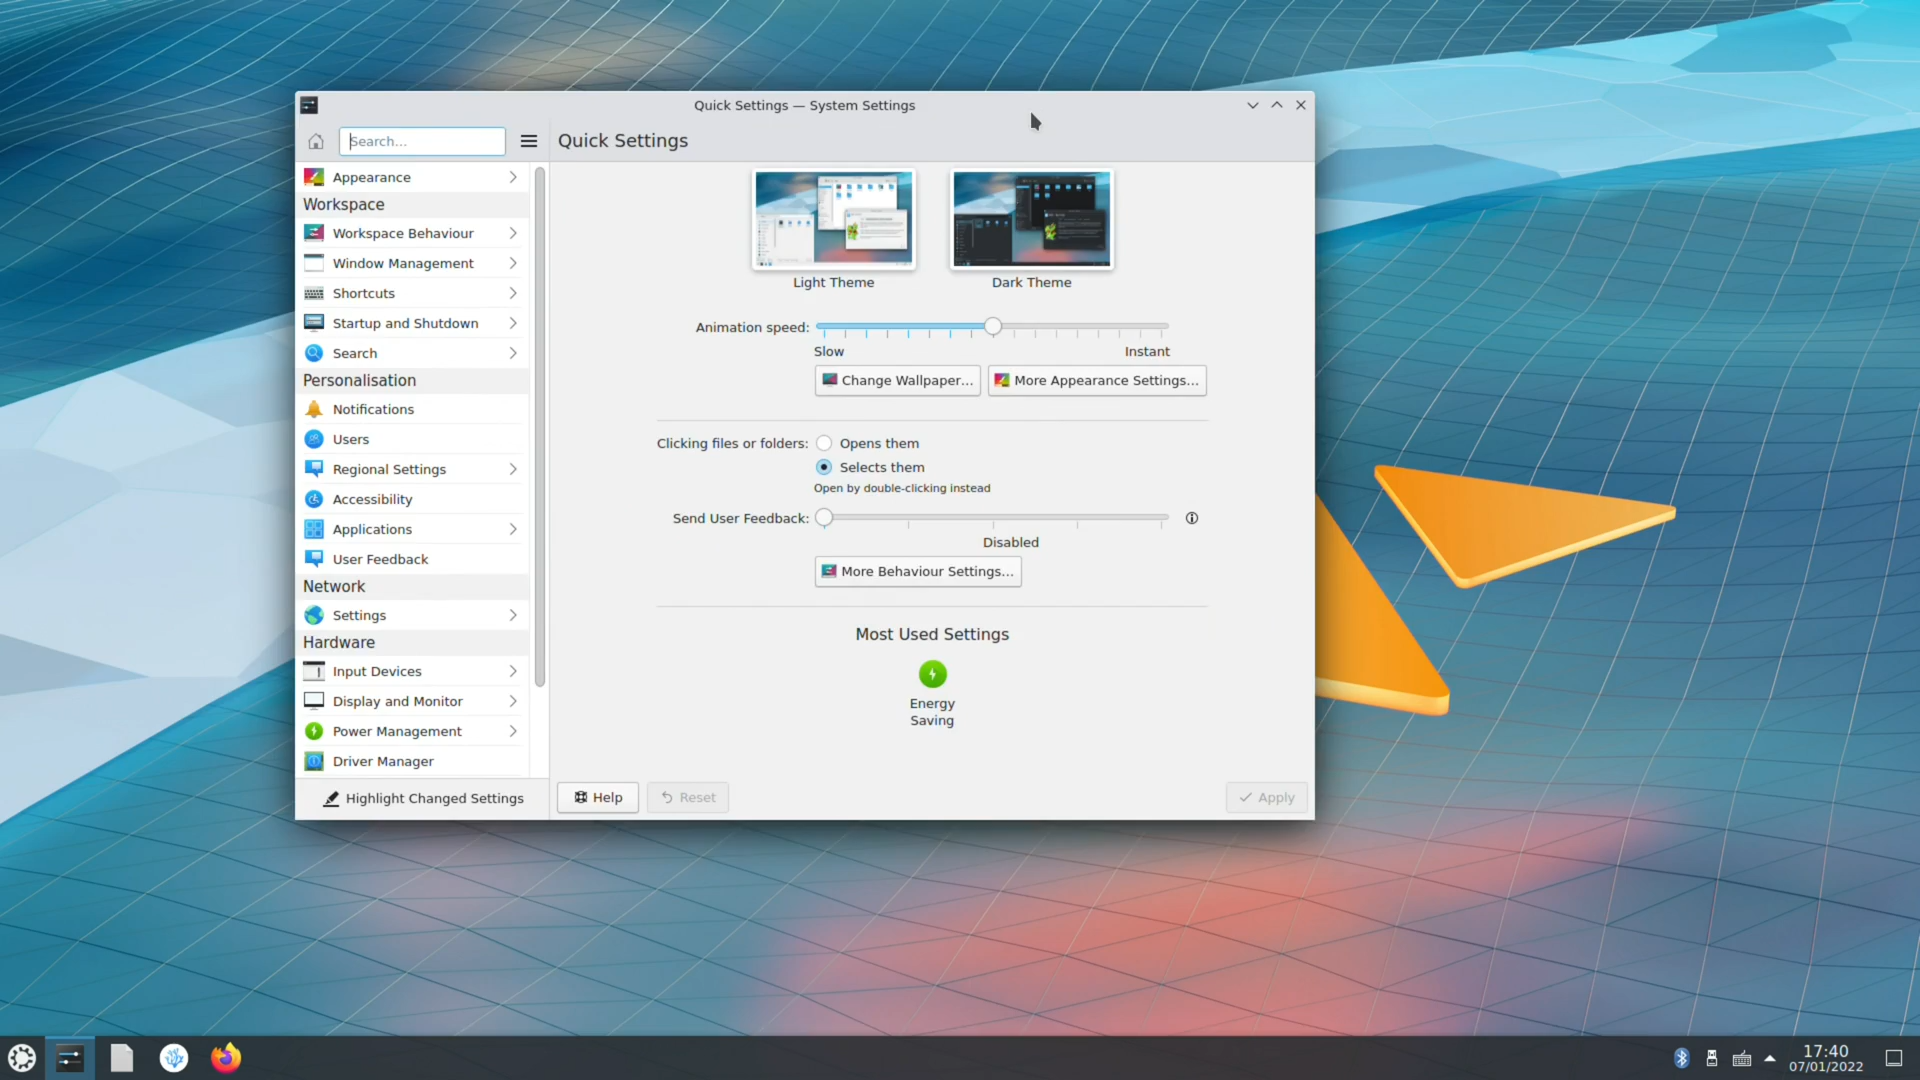 Quick Settings — System Settings
Search...
Quick Settings
Appearance
Workspace
Workspace Behaviour
Window Management
Shortcuts
Startup and Shutdown
Search
Personalisation
Notifications
Users
Regional Settings
Accessibility
Applications
User Feedback
Network
Settings
Hardware
Input Devices
Display and Monitor
Power Management
Driver Manager
Highlight Changed Settings
Light Theme
Dark Theme
Animation speed:
Slow
Instant
Change Wallpaper...
More Appearance Settings...
Clicking files or folders:
Opens them
Selects them
Open by double-clicking instead
Send User Feedback:
Disabled
More Behaviour Settings...
Most Used Settings
Energy
Saving
Help
Reset
Apply
17:40
07/01/2022